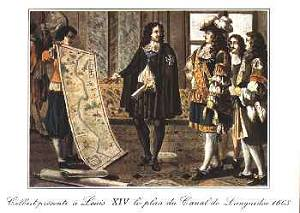 Colbert présente à Louis XIV le plan du Canal de Languedoc 1665